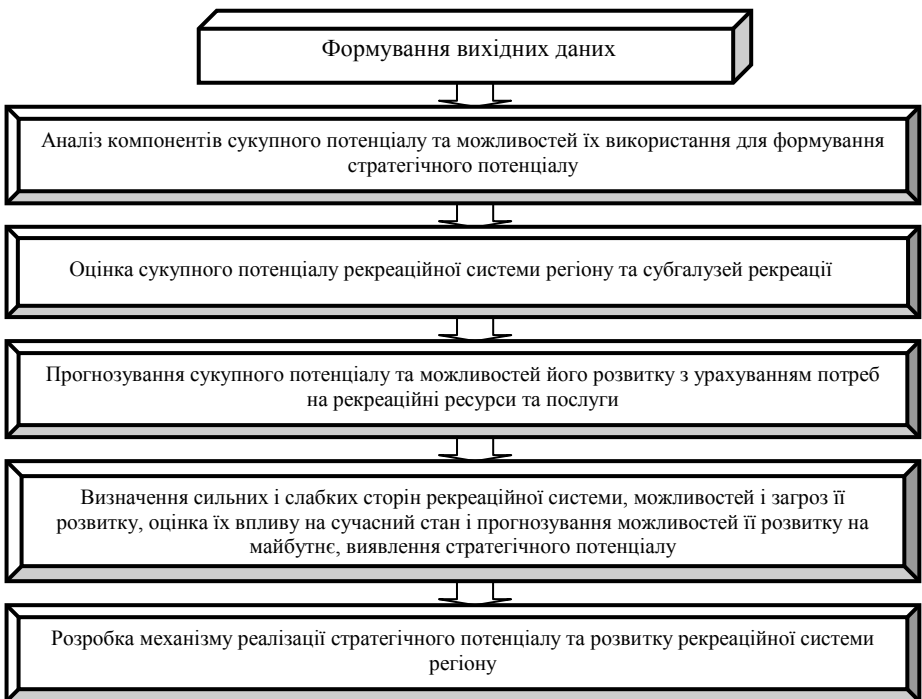 Формування вихідних даних
Аналіз компонентів сукупного потенціалу та можливостей їх використання для формування
стратегічного потенціалу
Оцінка сукупного потенціалу рекреаційної системи регіону та субгалузей рекреації
Прогнозування сукупного потенціалу та можливостей його розвитку з урахуванням потреб
на рекреаційні ресурси та послуги
Визначення сильних і слабких сторін рекреаційної системи, можливостей і загроз її
розвитку, оцінка їх впливу на сучасний стан і прогнозування можливостей її розвитку на
майбутнє, виявлення стратегічного потенціалу
Розробка механізму реалізації стратегічного потенціалу та розвитку рекреаційної системи
регіону